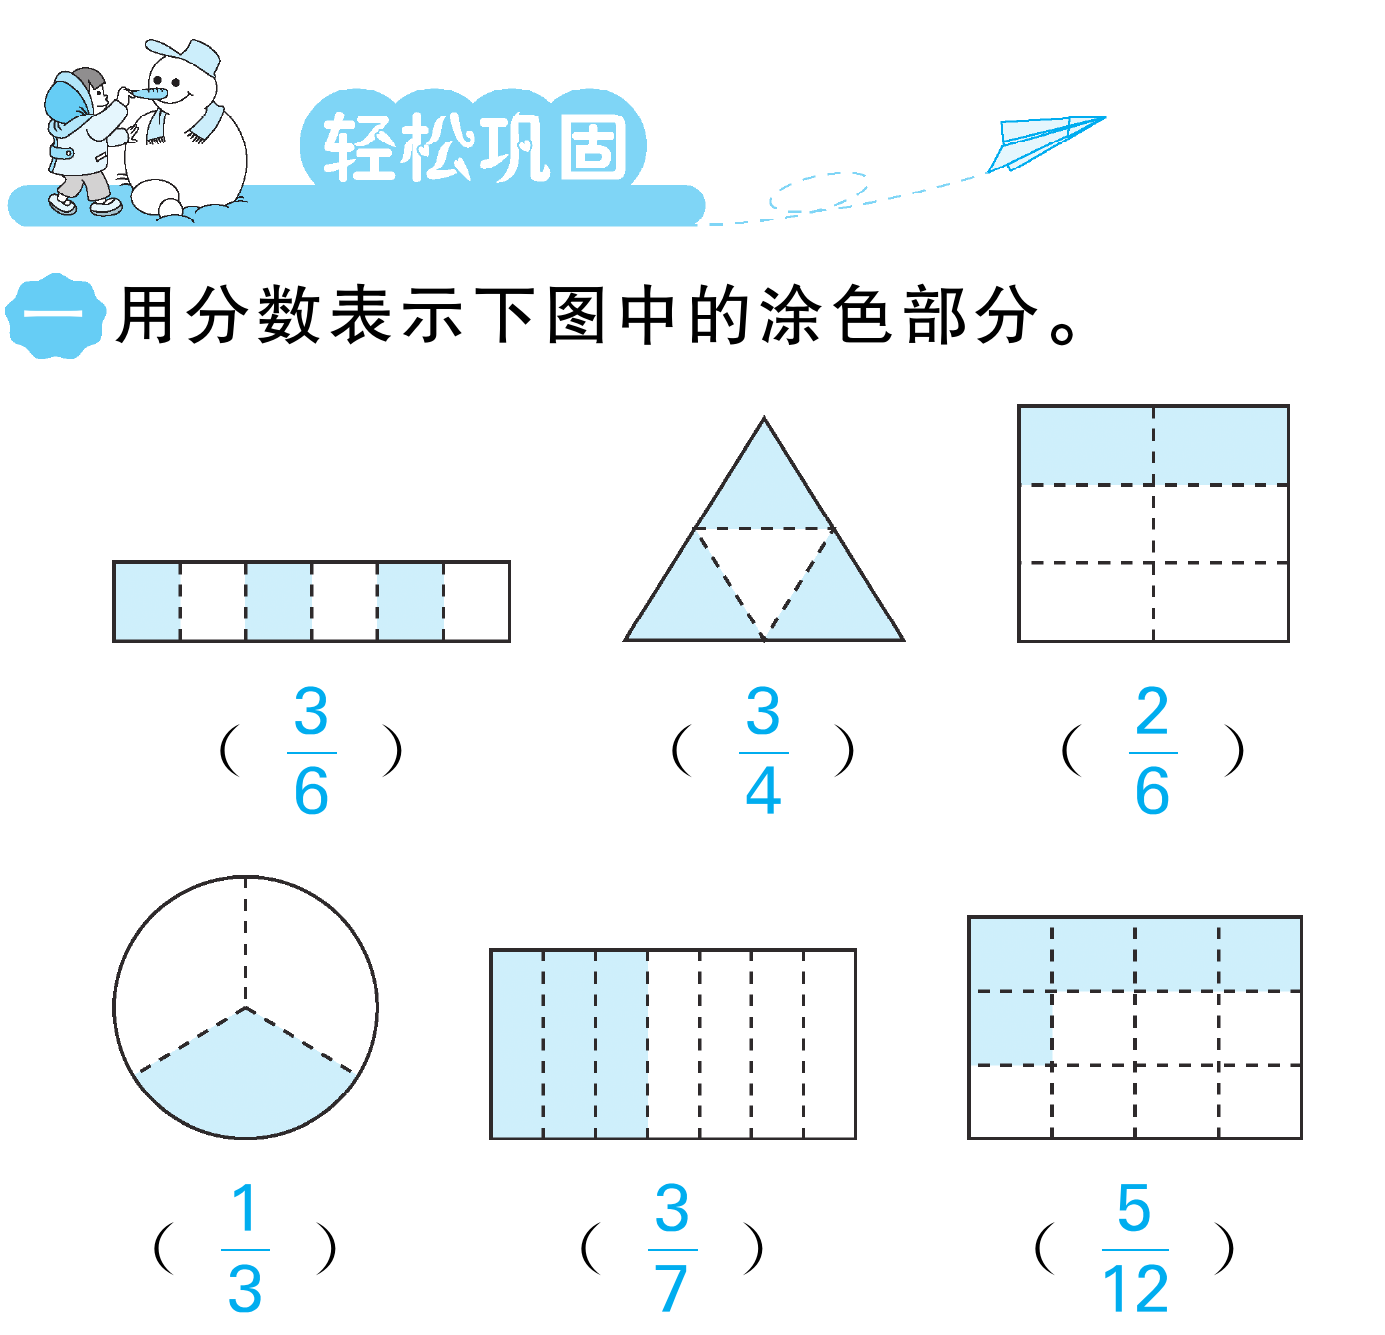 轻松巩固
一 用分数表示下图中的涂色部分。
( 3/6 ) ( 3/4 ) ( 2/6 )
( 1/3 ) ( 3/7 ) ( 5/12 )